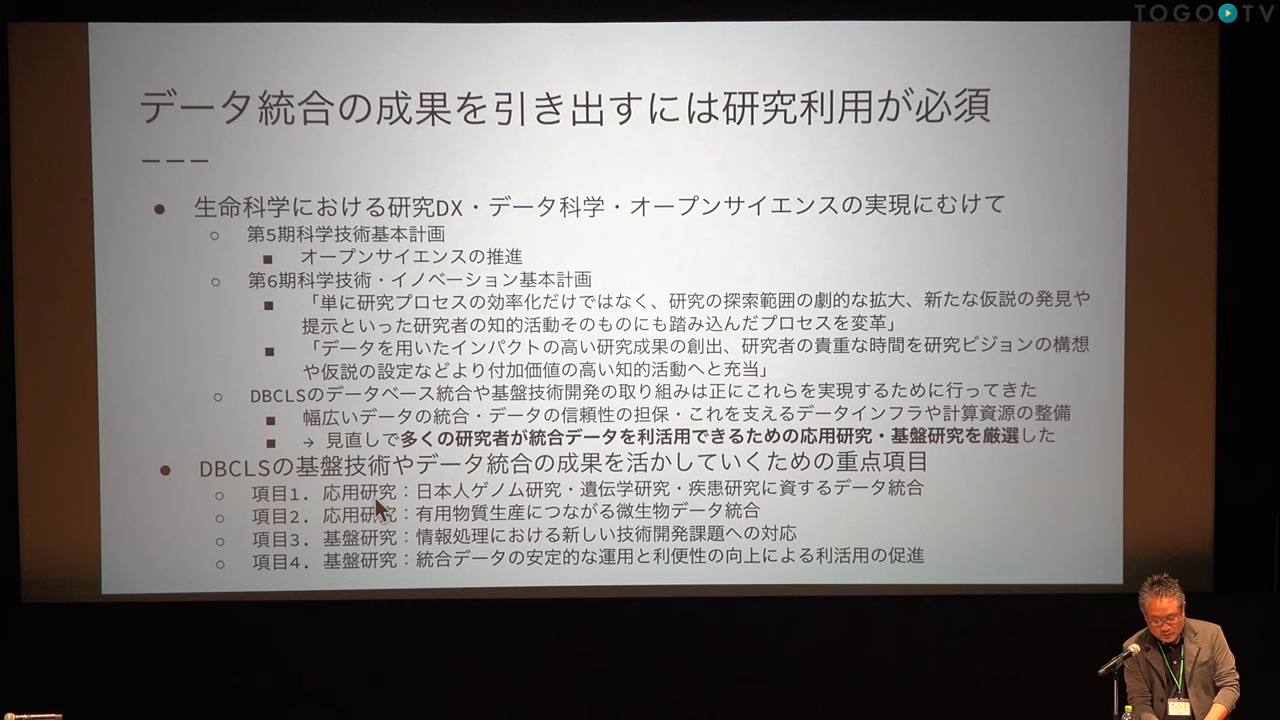 TOGO TV
データ統合の成果を引き出すには研究利用が必須
---
● 生命科学における研究DX・データ科学・オープンサイエンスの実現にむけて
○ 第5期科学技術基本計画
■ オープンサイエンスの推進
○ 第6期科学技術・イノベーション基本計画
■ 「単に研究プロセスの効率化だけではなく、研究の探索範囲の劇的な拡大、新たな仮説の発見や
提示といった研究者の知的活動そのものにも踏み込んだプロセスを変革」
■ 「データを用いたインパクトの高い研究成果の創出、研究者の貴重な時間を研究ビジョンの構想
や仮説の設定などより付加価値の高い知的活動へと充当」
○ DBCLSのデータベース統合や基盤技術開発の取り組みは正にこれらを実現するために行ってきた
■ 幅広いデータの統合・データの信頼性の担保・これを支えるデータインフラや計算資源の整備
■ → 見直しで多くの研究者が統合データを利活用できるための応用研究・基盤研究を厳選した
● DBCLSの基盤技術やデータ統合の成果を活かしていくための重点項目
○ 項目1. 応用研究：日本人ゲノム研究・遺伝学研究・疾患研究に資するデータ統合
○ 項目2. 応用研究：有用物質生産につながる微生物データ統合
○ 項目3. 基盤研究：情報処理における新しい技術開発課題への対応
○ 項目4. 基盤研究：統合データの安定的な運用と利便性の向上による利活用の促進